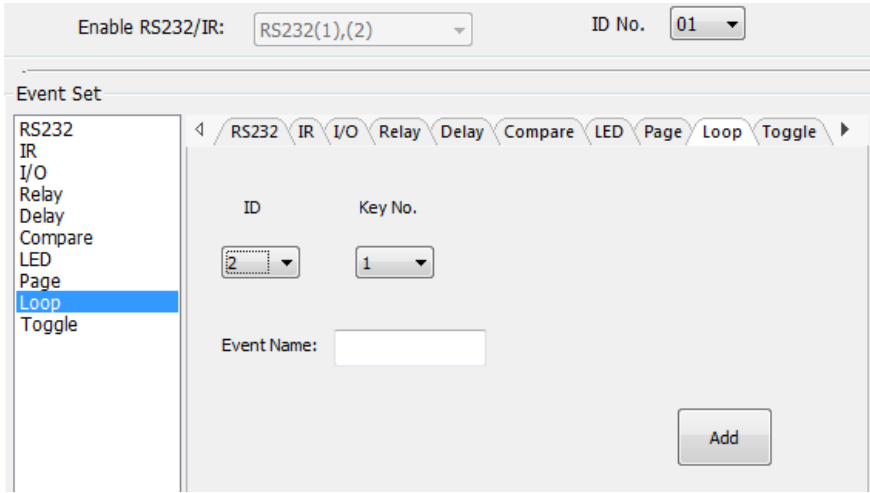 Enable RS232/IR: RS232(1),(2) ID No. 01
Event Set
RS232
IR
I/O
Relay
Delay
Compare
LED
Page
Loop
Toggle
RS232 IR I/O Relay Delay Compare LED Page Loop Toggle
ID Key No.
2 1
Event Name:
Add